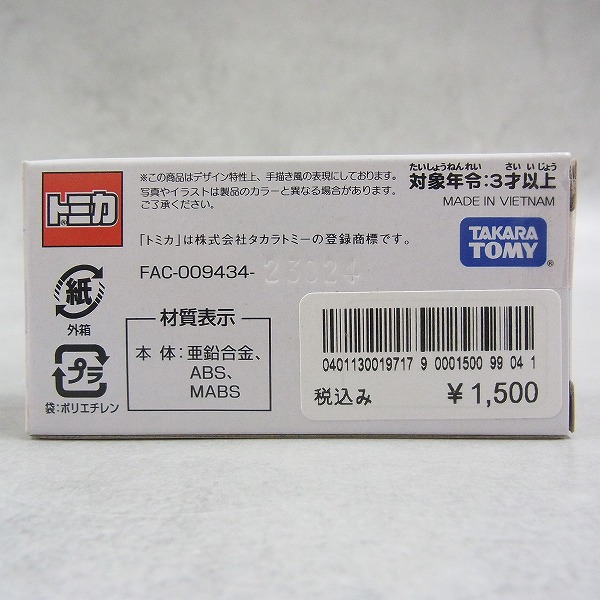 トミカ
※この商品はデザイン特性上、手描き風の表現にしております。
写真やイラストは製品のカラーと異なる場合があります。
ご了承ください。
たいしょうねんれい さい いじょう
対象年令:3才以上
MADE IN VIETNAM
「トミカ」は株式会社タカラトミーの登録商標です。
TAKARA
TOMY
FAC-009434-
23024
紙
外箱
プラ
袋:ポリエチレン
材質表示
本 体:亜鉛合金、
ABS、
MABS
0401130019717 9 0001500 99 04 1
税込み ¥1,500